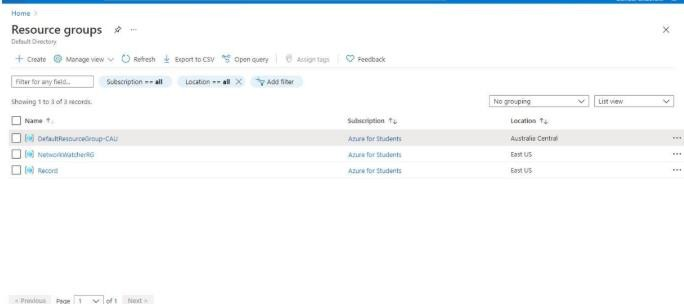 Home >
Resource groups
Default Directory
Create Manage view Refresh Export to CSV Open query Assign tags Feedback
Filter for any field... Subscription == all Location == all Add filter
Showing 1 to 3 of 3 records. No grouping List view
Name ↑↓ Subscription ↑↓ Location ↑↓
DefaultResourceGroup-CAU Azure for Students Australia Central
NetworkWatcherRG Azure for Students East US
Record Azure for Students East US
< Previous Page 1 of 1 Next >